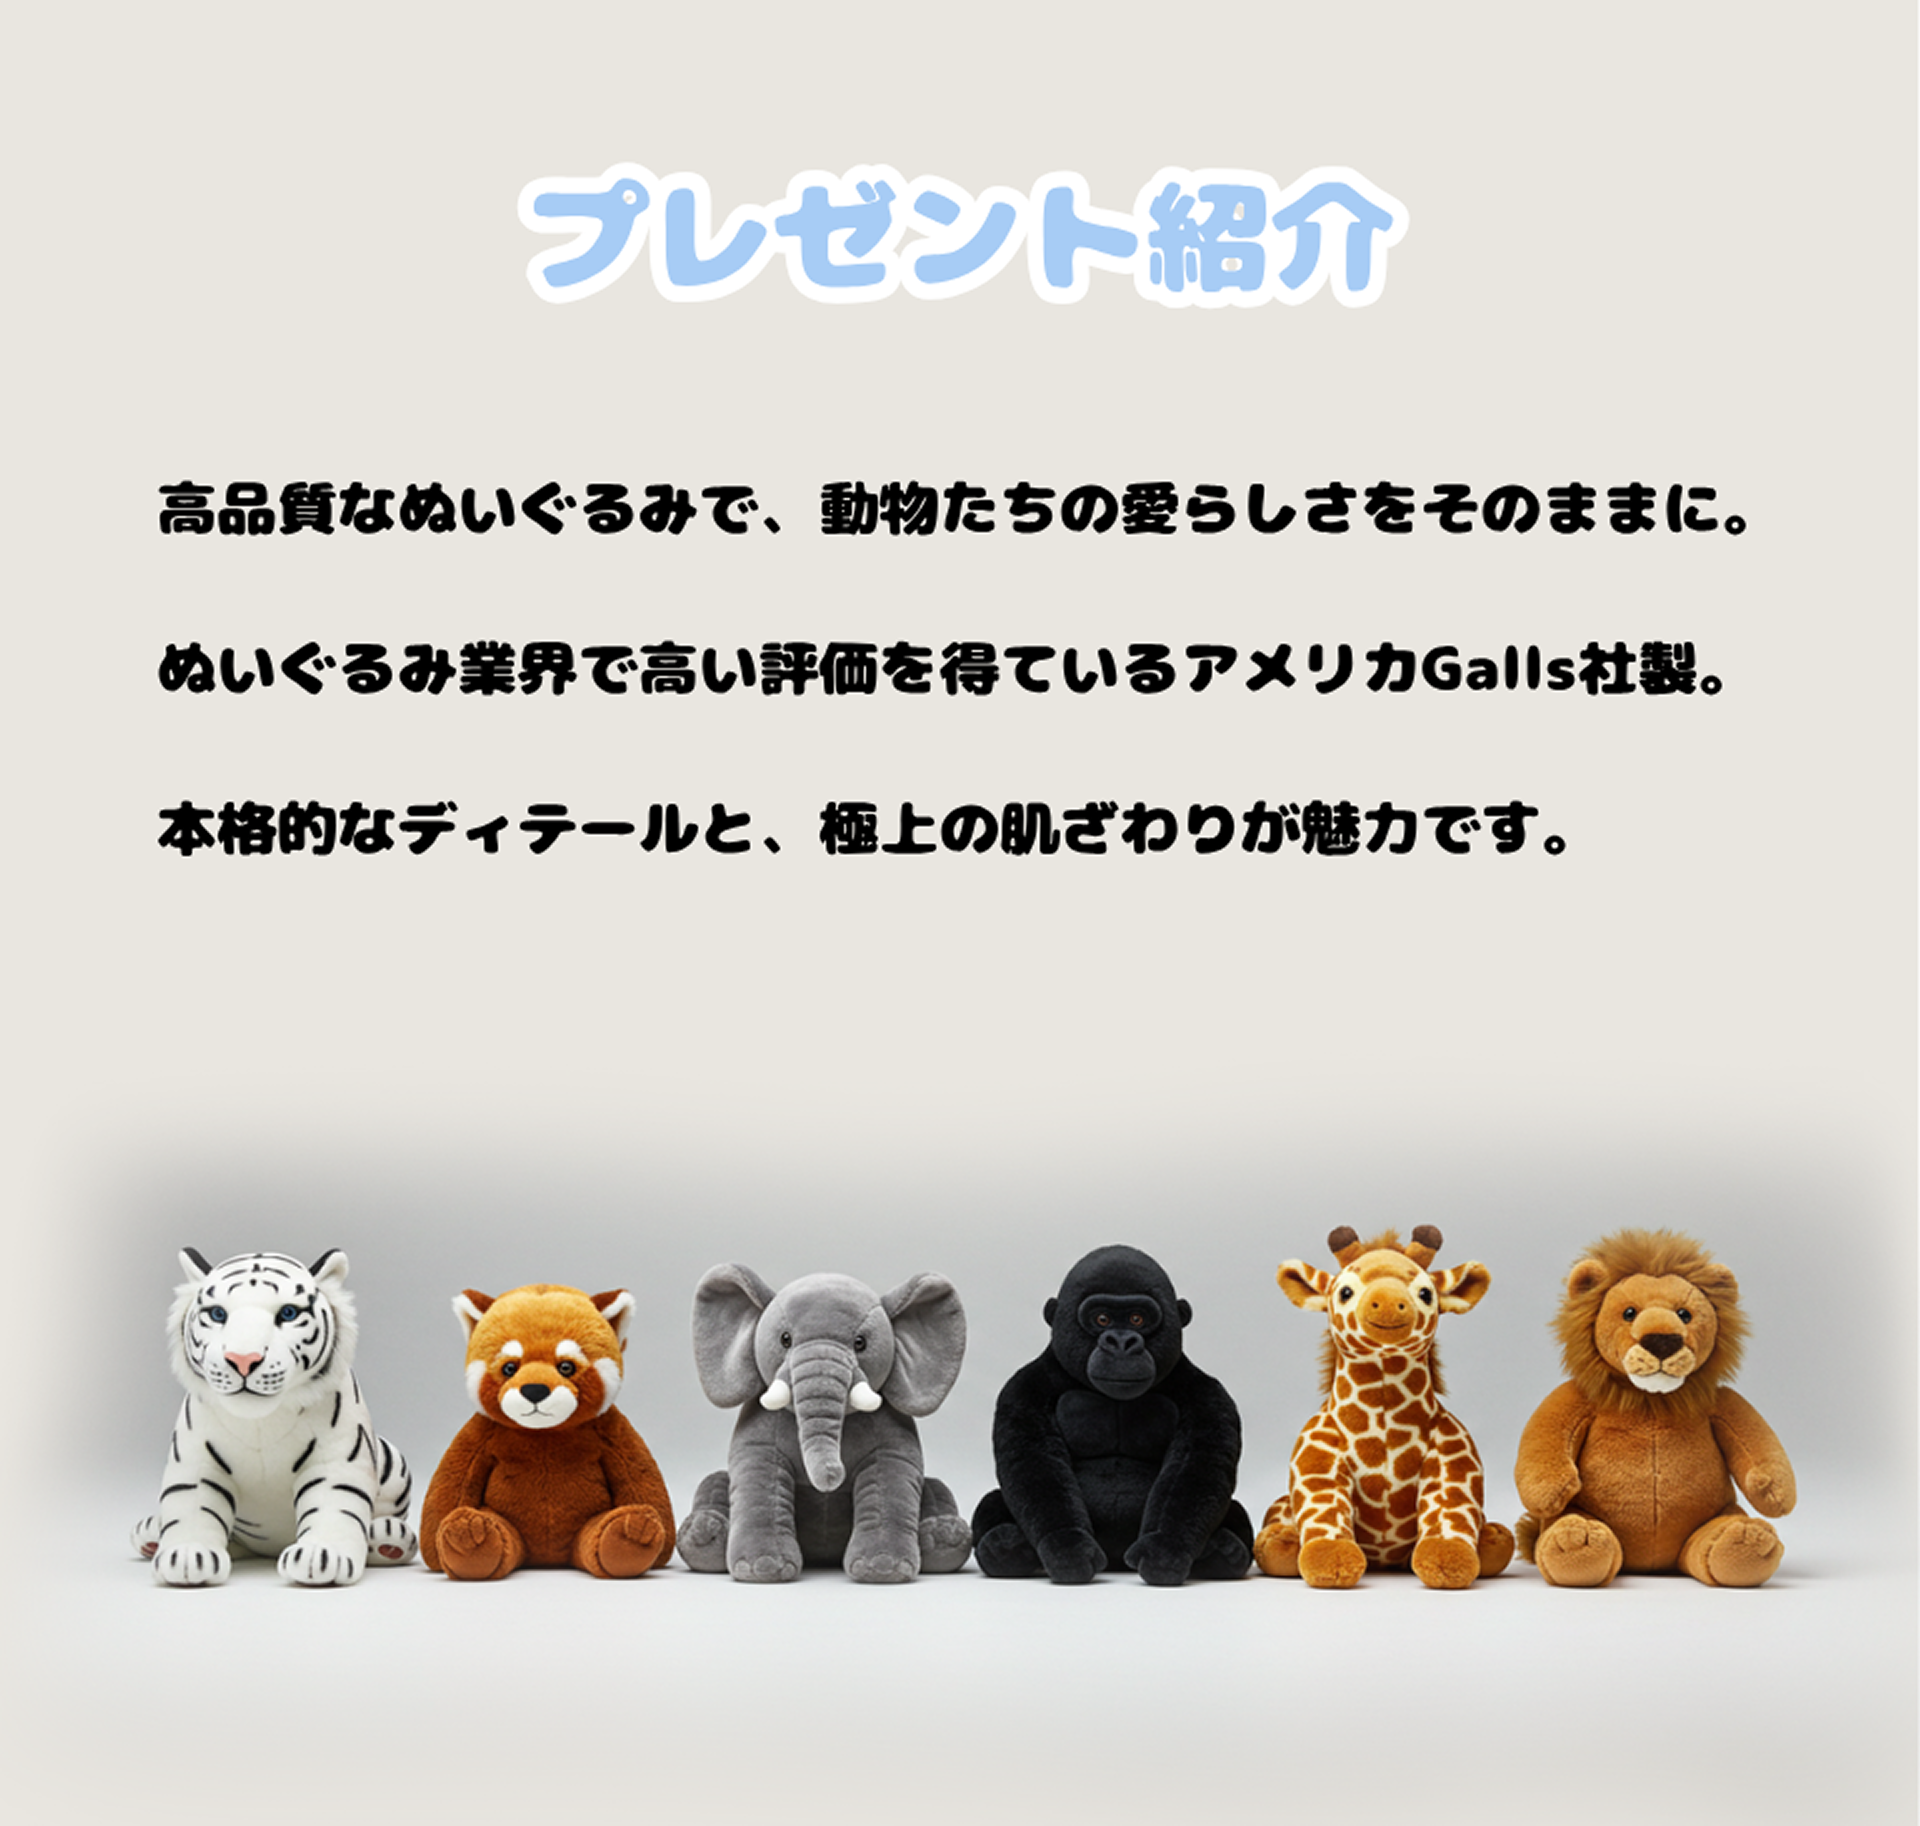 プレゼント紹介
高品質なぬいぐるみで、動物たちの愛らしさをそのままに。
ぬいぐるみ業界で高い評価を得ているアメリカGalls社製。
本格的なディテールと、極上の肌ざわりが魅力です。